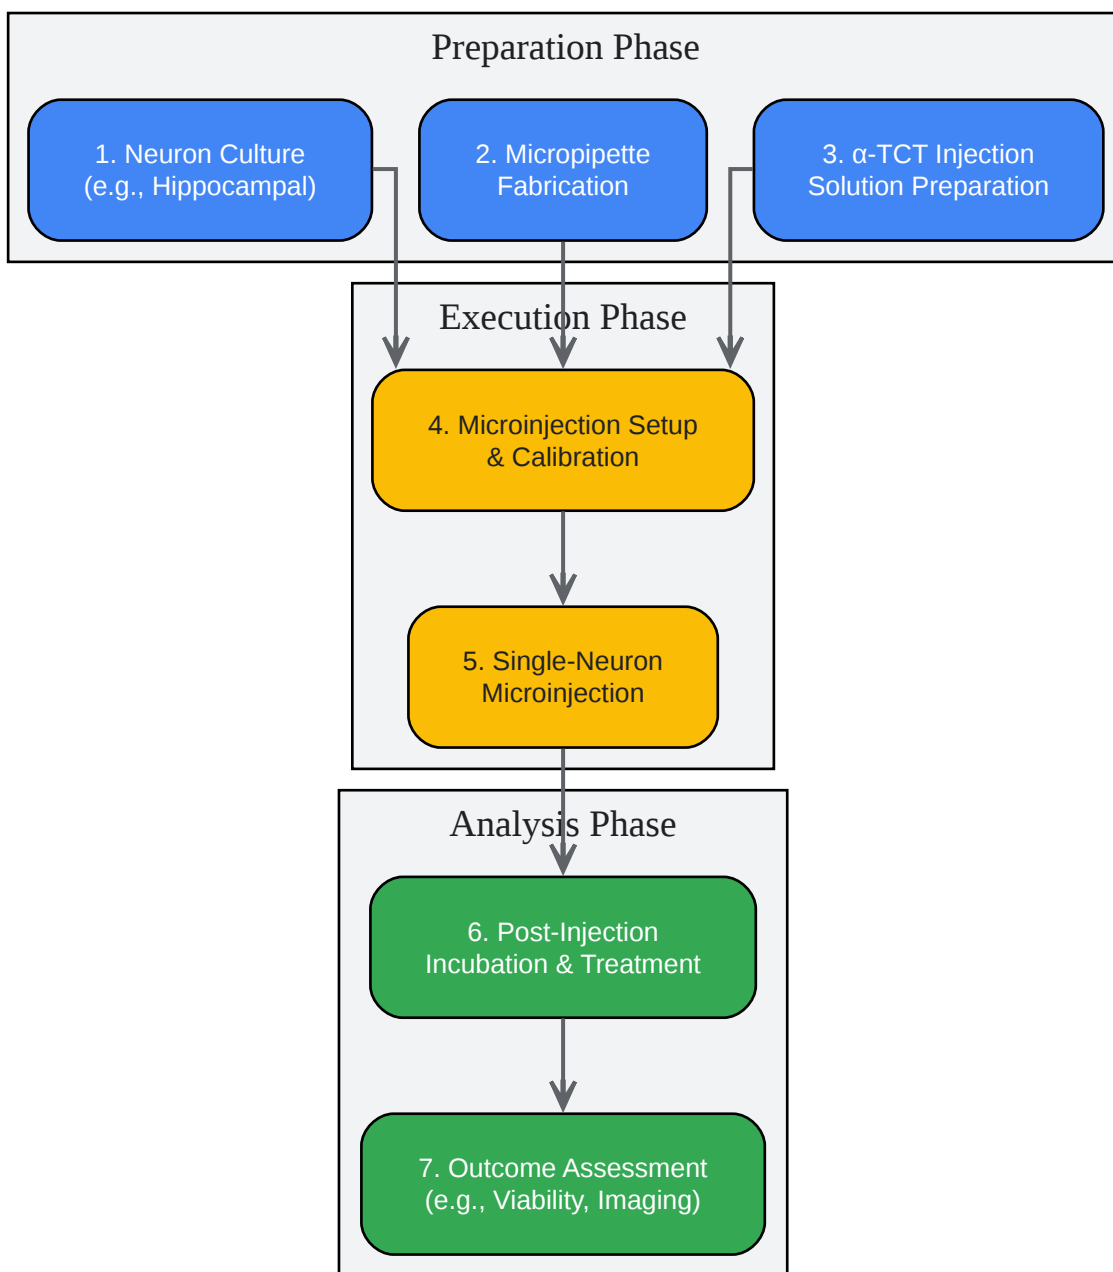 Preparation Phase
1. Neuron Culture
(e.g., Hippocampal)
2. Micropipette
Fabrication
3. α-TCT Injection
Solution Preparation
Execution Phase
4. Microinjection Setup
& Calibration
5. Single-Neuron
Microinjection
Analysis Phase
6. Post-Injection
Incubation & Treatment
7. Outcome Assessment
(e.g., Viability, Imaging)